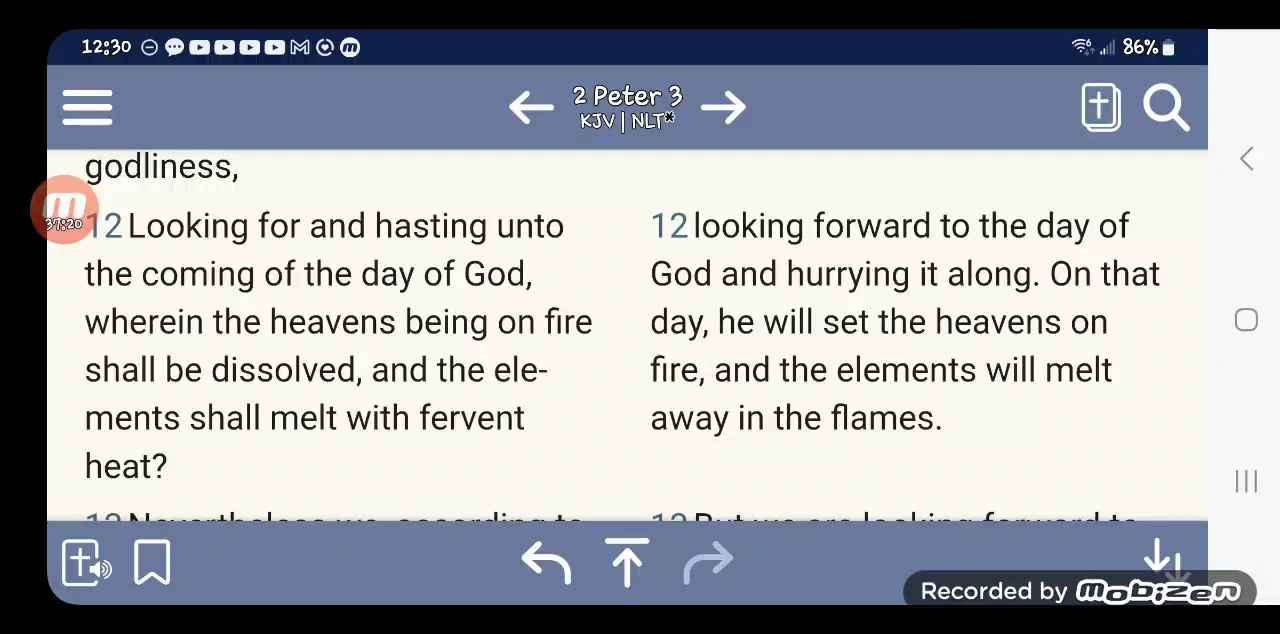 12:30 86%
2 Peter 3
KJV | NLT*
godliness,
37:20
12 Looking for and hasting unto
the coming of the day of God,
wherein the heavens being on fire
shall be dissolved, and the ele-
ments shall melt with fervent
heat?
12 looking forward to the day of
God and hurrying it along. On that
day, he will set the heavens on
fire, and the elements will melt
away in the flames.
Recorded by mobizen